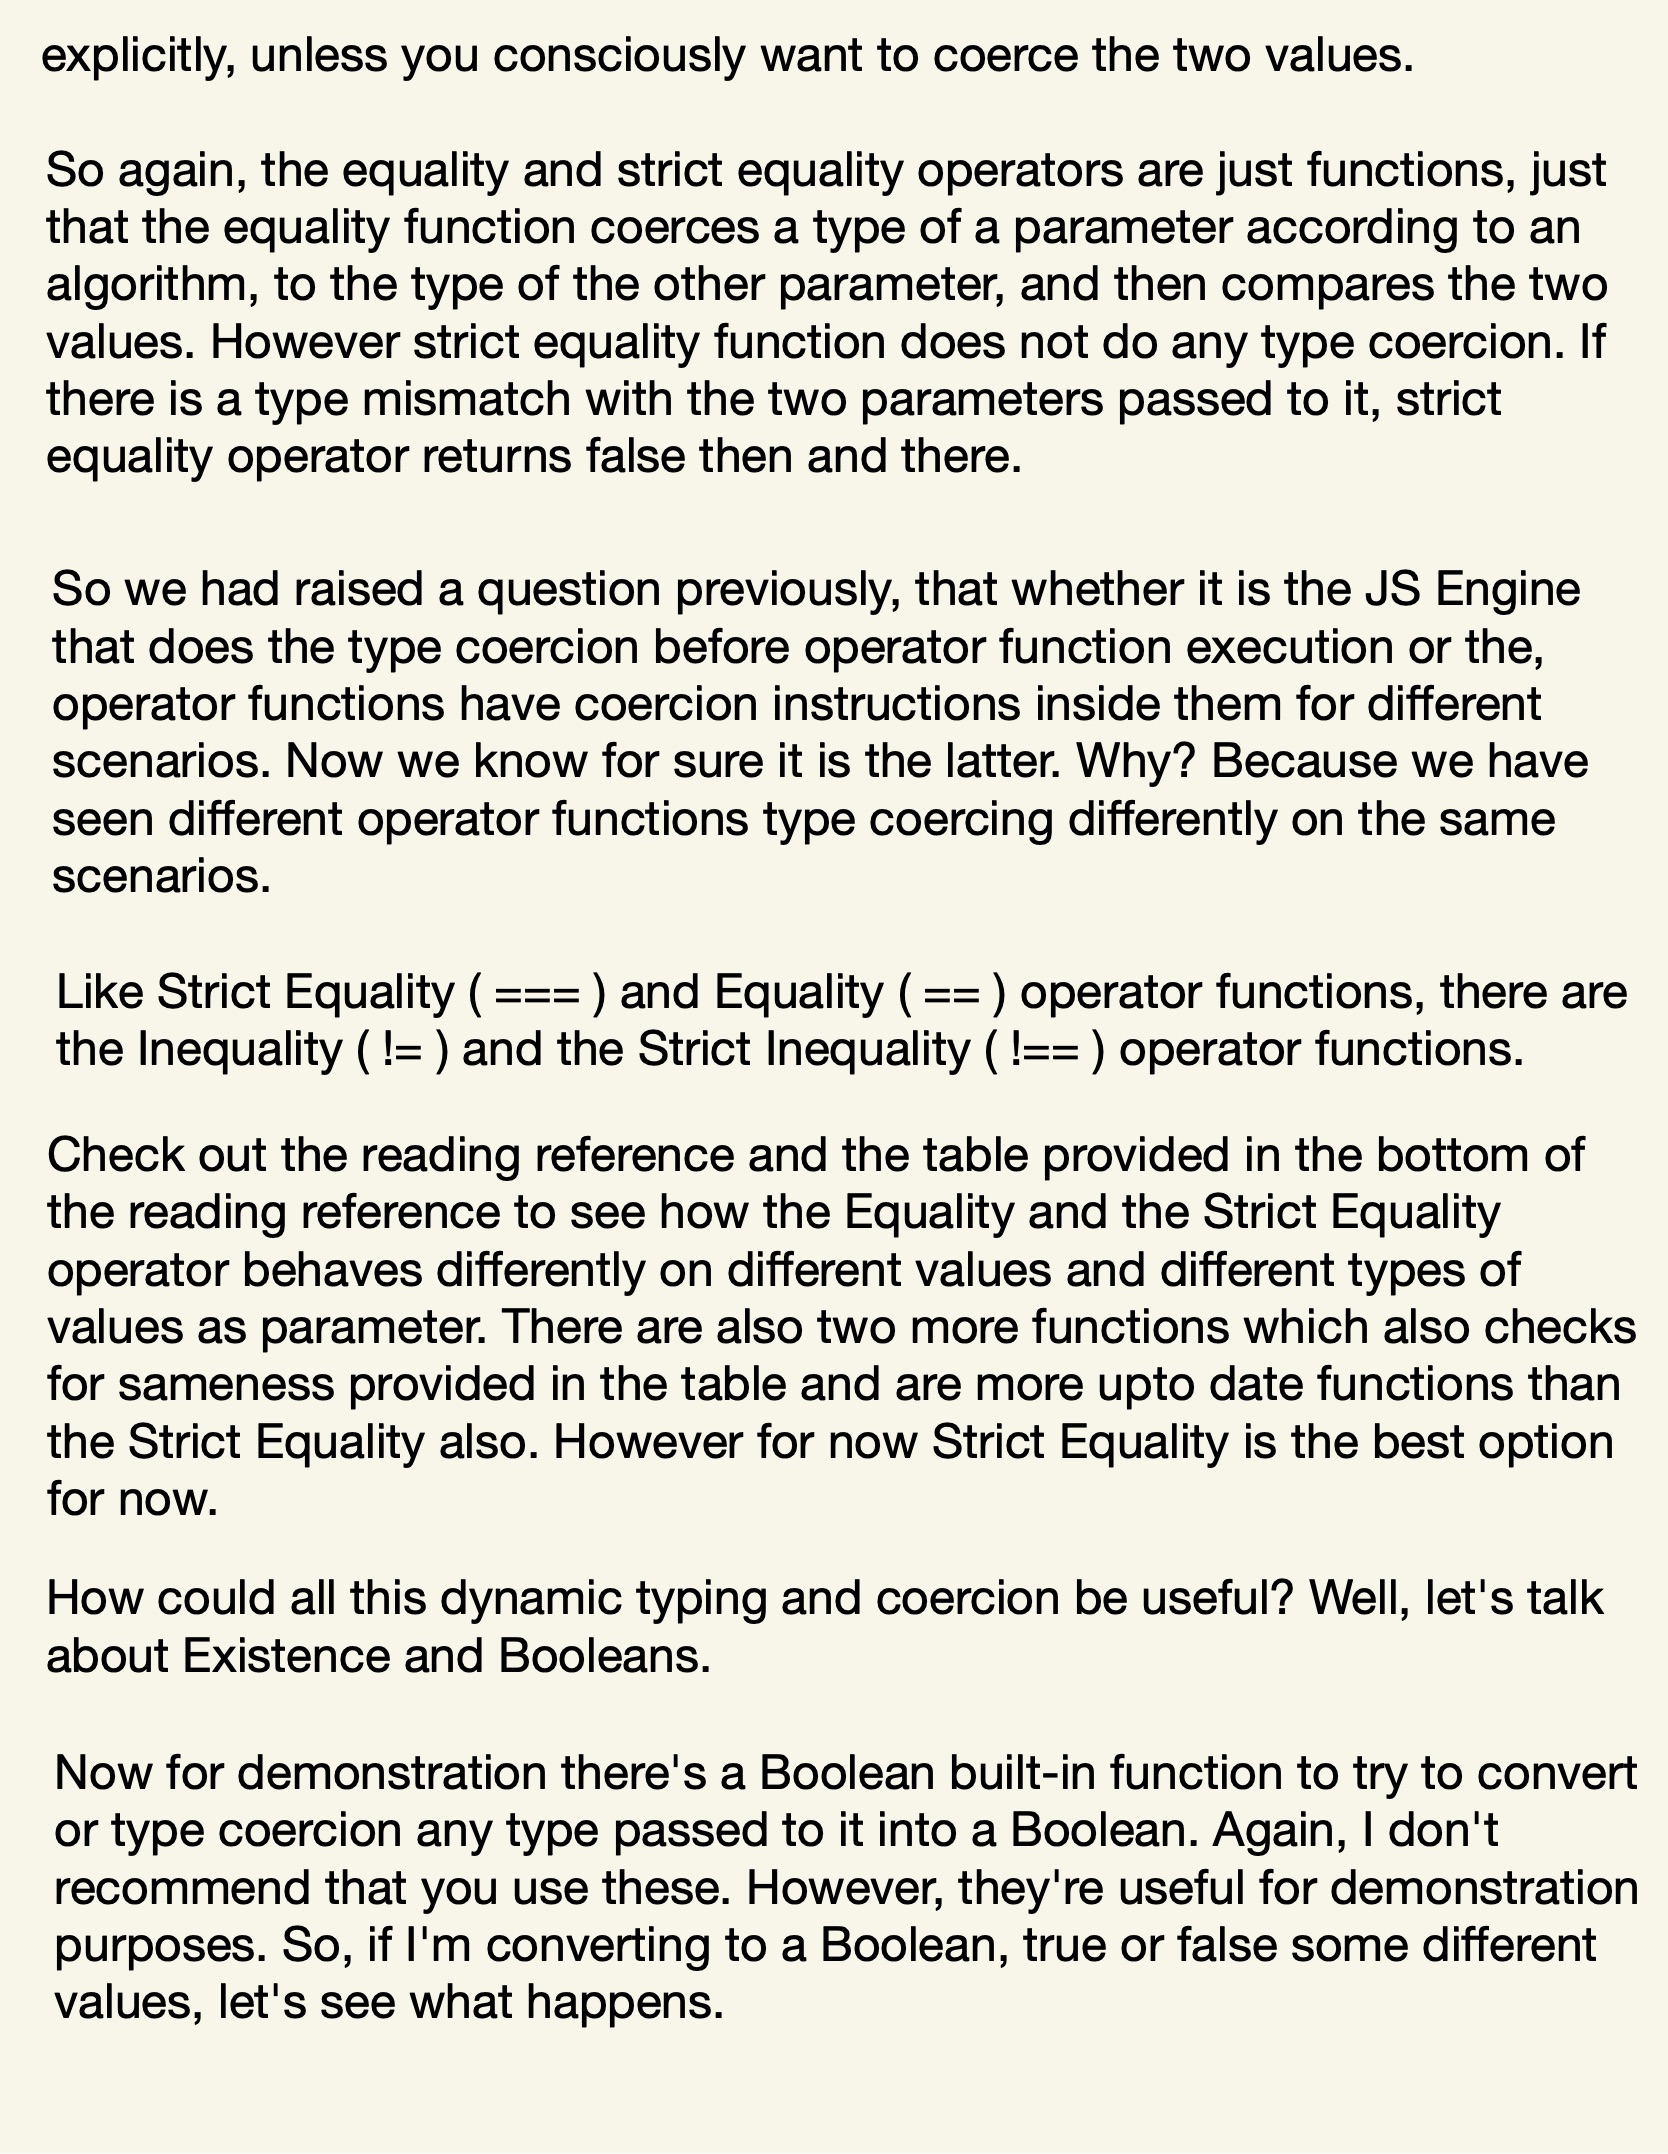 explicitly, unless you consciously want to coerce the two values.
So again, the equality and strict equality operators are just functions, just
that the equality function coerces a type of a parameter according to an
algorithm, to the type of the other parameter, and then compares the two
values. However strict equality function does not do any type coercion. If
there is a type mismatch with the two parameters passed to it, strict
equality operator returns false then and there.
So we had raised a question previously, that whether it is the JS Engine
that does the type coercion before operator function execution or the,
operator functions have coercion instructions inside them for different
scenarios. Now we know for sure it is the latter. Why? Because we have
seen different operator functions type coercing differently on the same
scenarios.
Like Strict Equality ( === ) and Equality ( == ) operator functions, there are
the Inequality ( != ) and the Strict Inequality ( !== ) operator functions.
Check out the reading reference and the table provided in the bottom of
the reading reference to see how the Equality and the Strict Equality
operator behaves differently on different values and different types of
values as parameter. There are also two more functions which also checks
for sameness provided in the table and are more upto date functions than
the Strict Equality also. However for now Strict Equality is the best option
for now.
How could all this dynamic typing and coercion be useful? Well, let's talk
about Existence and Booleans.
Now for demonstration there's a Boolean built-in function to try to convert
or type coercion any type passed to it into a Boolean. Again, I don't
recommend that you use these. However, they're useful for demonstration
purposes. So, if I'm converting to a Boolean, true or false some different
values, let's see what happens.